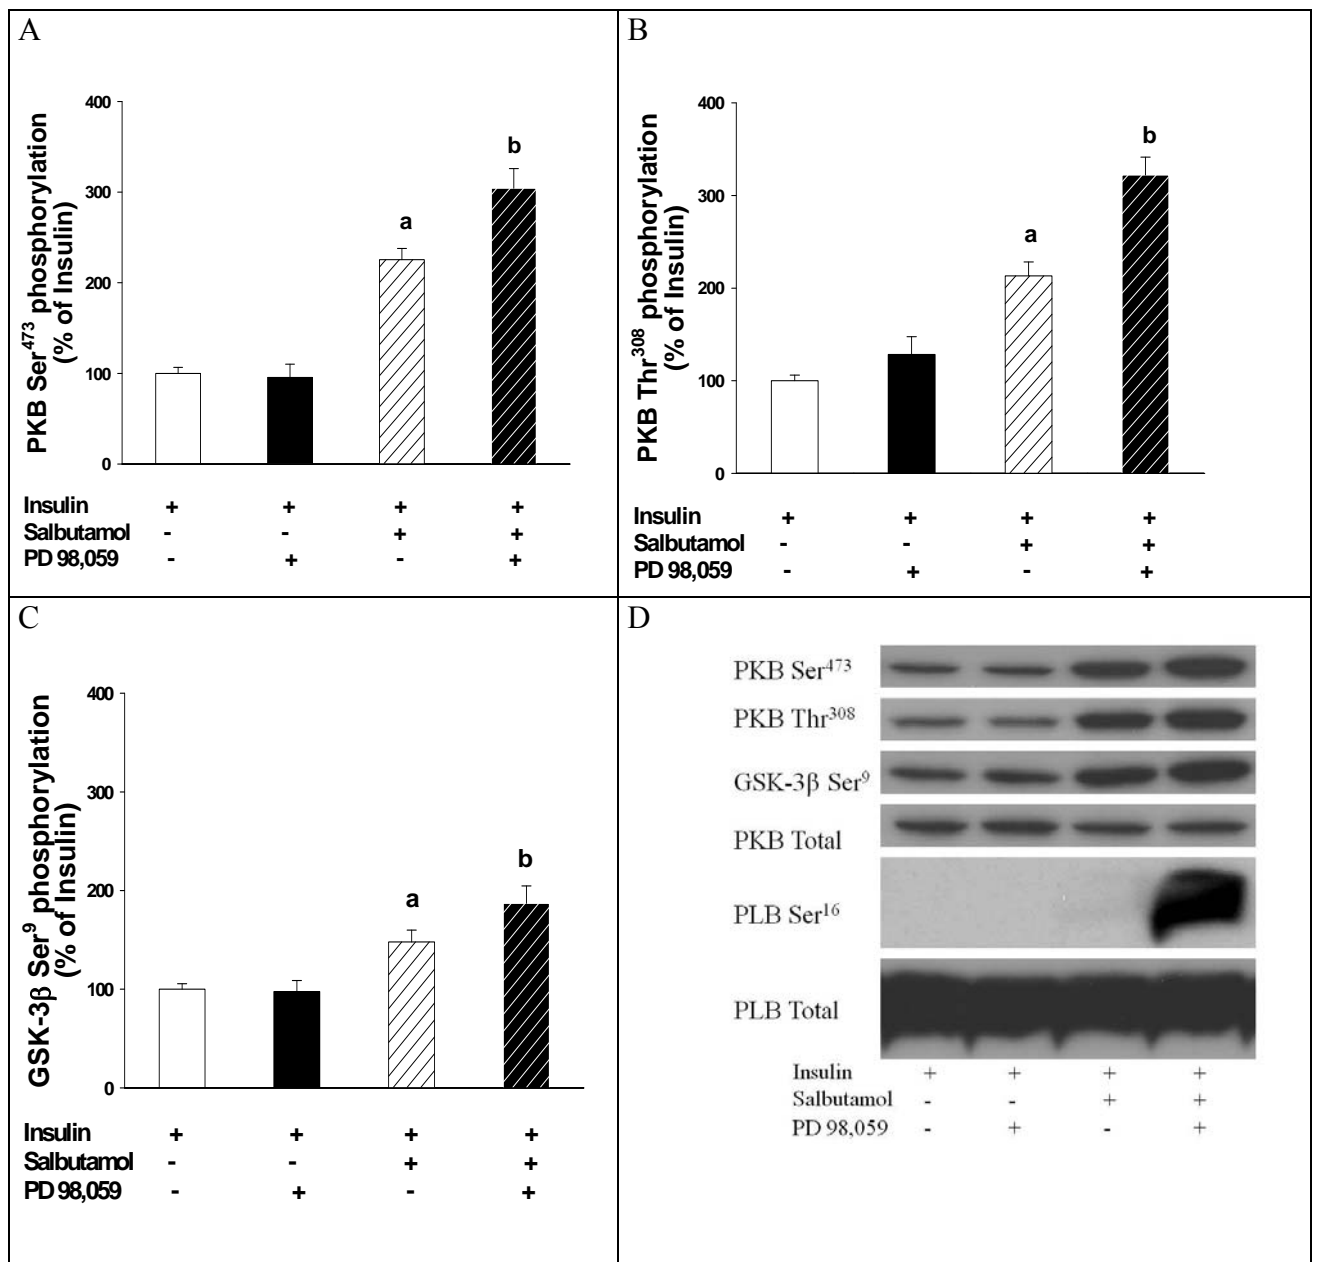 A
400
300
200
100
0
PKB Ser473 phosphorylation
(% of Insulin)
a
b
Insulin + + + +
Salbutamol - - + +
PD 98,059 - + - +
B
400
300
200
100
0
PKB Thr308 phosphorylation
(% of Insulin)
a
b
Insulin + + + +
Salbutamol - - + +
PD 98,059 - + - +
C
400
300
200
100
0
GSK-3β Ser9 phosphorylation
(% of Insulin)
a
b
Insulin + + + +
Salbutamol - - + +
PD 98,059 - + - +
D
PKB Ser473
PKB Thr308
GSK-3β Ser9
PKB Total
PLB Ser16
PLB Total
Insulin + + + +
Salbutamol - - + +
PD 98,059 - + - +